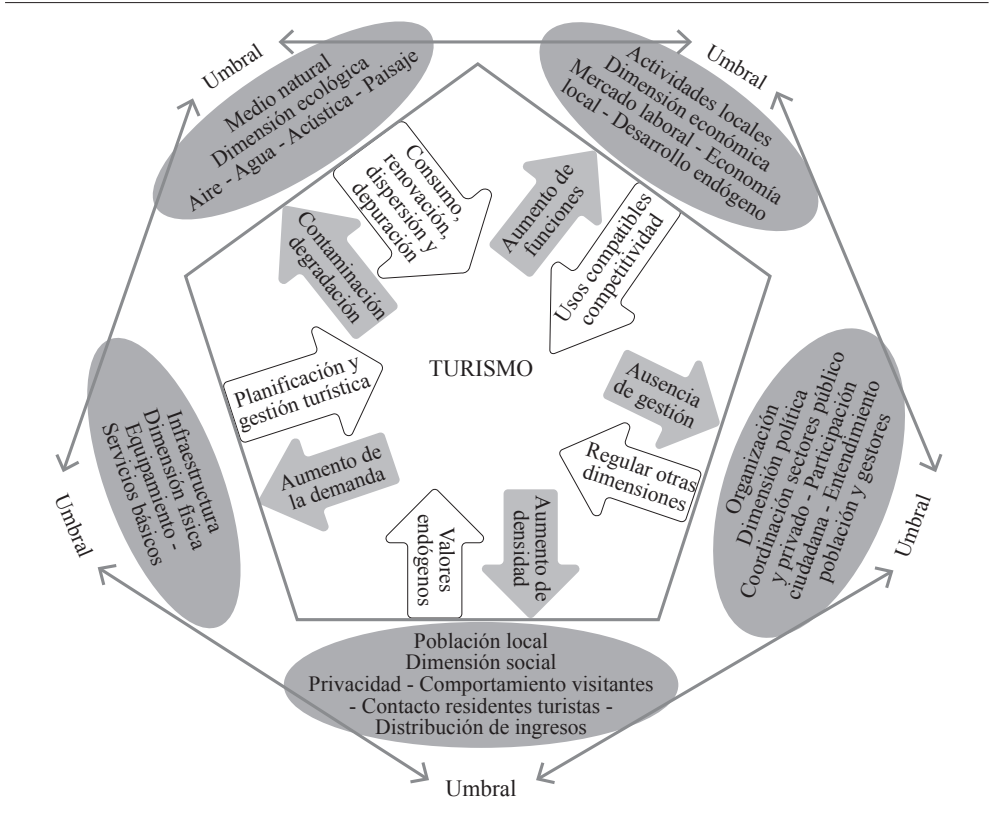 Umbral
Medio natural
Dimensión ecológica
Aire - Agua - Acústica - Paisaje
Umbral
Actividades locales
Dimensión económica
Mercado laboral - Economía
local - Desarrollo endógeno
Consumo,
renovación,
dispersión y
depuración
Aumento de
funciones
Contaminación
degradación
Usos compatibles
competitividad
TURISMO
Planificación y
gestión turística
Ausencia
de gestión
Aumento de
la demanda
Regular otras
dimensiones
Valores
endógenos
Aumento de
densidad
Infraestructura
Dimensión física
Equipamiento -
Servicios básicos
Organización
Dimensión política
Coordinación sectores público
y privado - Participación
ciudadana - Entendimiento
población y gestores
Umbral
Umbral
Población local
Dimensión social
Privacidad - Comportamiento visitantes
- Contacto residentes turistas -
Distribución de ingresos
Umbral